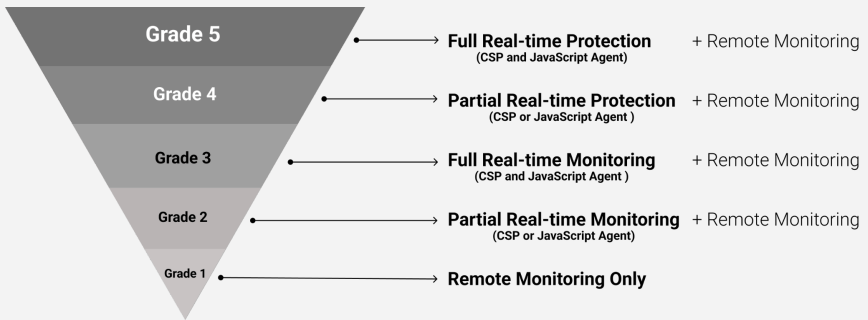 Grade 5
Full Real-time Protection + Remote Monitoring
(CSP and JavaScript Agent)
Grade 4
Partial Real-time Protection + Remote Monitoring
(CSP or JavaScript Agent )
Grade 3
Full Real-time Monitoring + Remote Monitoring
(CSP and JavaScript Agent )
Grade 2
Partial Real-time Monitoring + Remote Monitoring
(CSP or JavaScript Agent)
Grade 1
Remote Monitoring Only